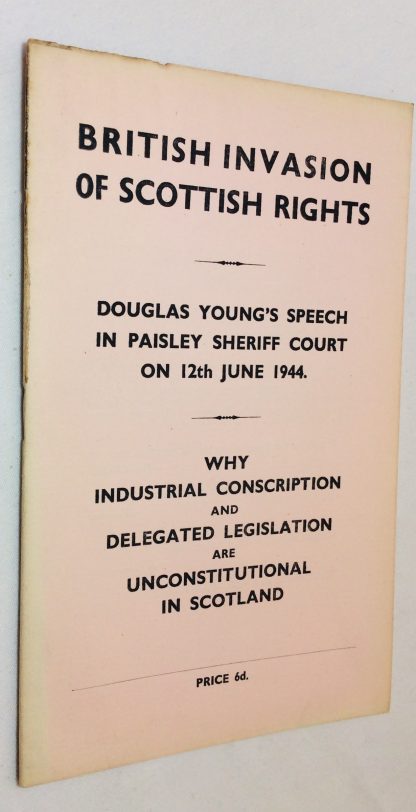 BRITISH INVASION
OF SCOTTISH RIGHTS
DOUGLAS YOUNG'S SPEECH
IN PAISLEY SHERIFF COURT
ON 12th JUNE 1944.
WHY
INDUSTRIAL CONSCRIPTION
AND
DELEGATED LEGISLATION
ARE
UNCONSTITUTIONAL
IN SCOTLAND
PRICE 6d.